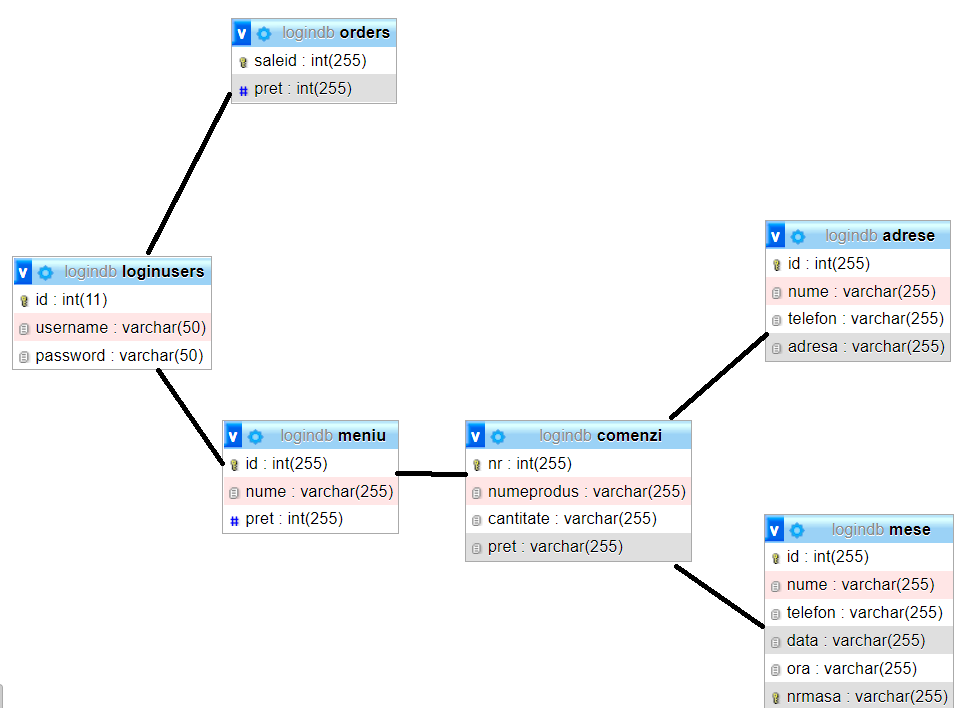 v logindb orders
saleid : int(255)
# pret : int(255)
v logindb loginusers
id : int(11)
username : varchar(50)
password : varchar(50)
v logindb meniu
id : int(255)
nume : varchar(255)
# pret : int(255)
v logindb comenzi
nr : int(255)
numeprodus : varchar(255)
cantitate : varchar(255)
pret : varchar(255)
v logindb adrese
id : int(255)
nume : varchar(255)
telefon : varchar(255)
adresa : varchar(255)
v logindb mese
id : int(255)
nume : varchar(255)
telefon : varchar(255)
data : varchar(255)
ora : varchar(255)
nrmasa : varchar(255)